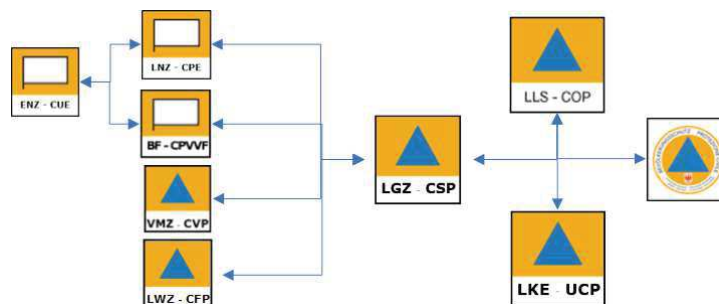 LNZ - CPE
ENZ - CUE
BF - CPVVF
VMZ - CVP
LWZ - CFP
LGZ - CSP
LLS - COP
LKE - UCP